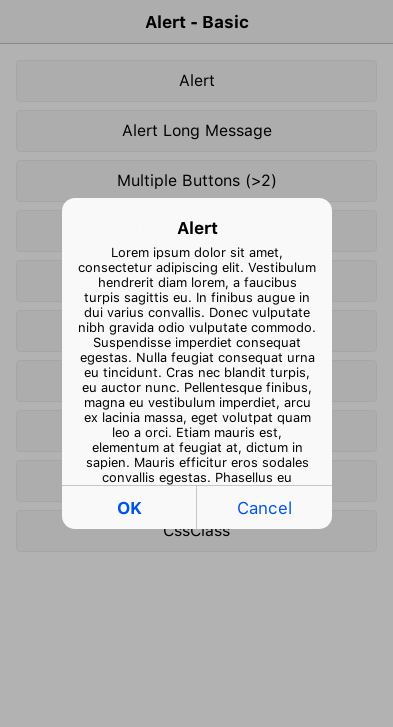 Alert - Basic
Alert
Alert Long Message
Multiple Buttons (>2)
Alert
Lorem ipsum dolor sit amet,
consectetur adipiscing elit. Vestibulum
hendrerit diam lorem, a faucibus
turpis sagittis eu. In finibus augue in
dui varius convallis. Donec vulputate
nibh gravida odio vulputate commodo.
Suspendisse imperdiet consequat
egestas. Nulla feugiat consequat urna
eu tincidunt. Cras nec blandit turpis,
eu auctor nunc. Pellentesque finibus,
magna eu vestibulum imperdiet, arcu
ex lacinia massa, eget volutpat quam
leo a orci. Etiam mauris est,
elementum at feugiat at, dictum in
sapien. Mauris efficitur eros sodales
convallis egestas. Phasellus eu
OK
Cancel
CssClass